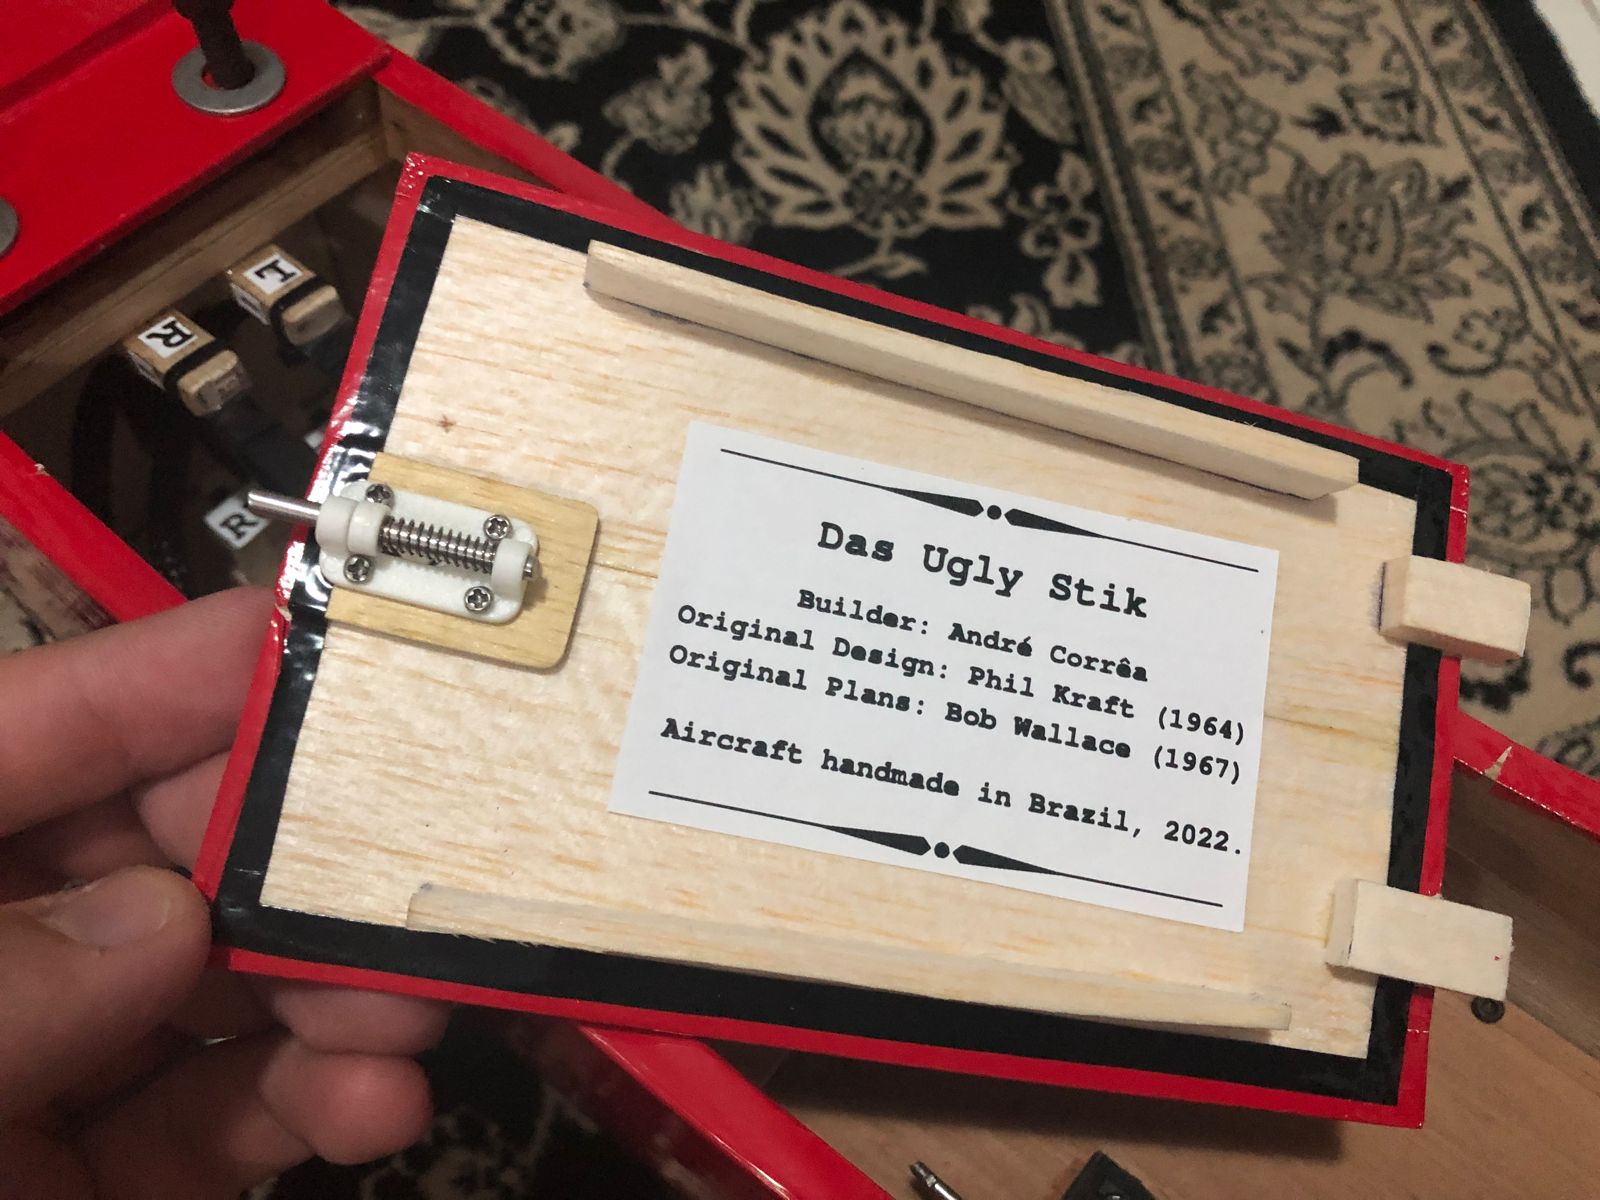 I
R
R
Das Ugly Stik
Builder: André Corrêa
Original Design: Phil Kraft (1964)
Original Plans: Bob Wallace (1967)
Aircraft handmade in Brazil, 2022.